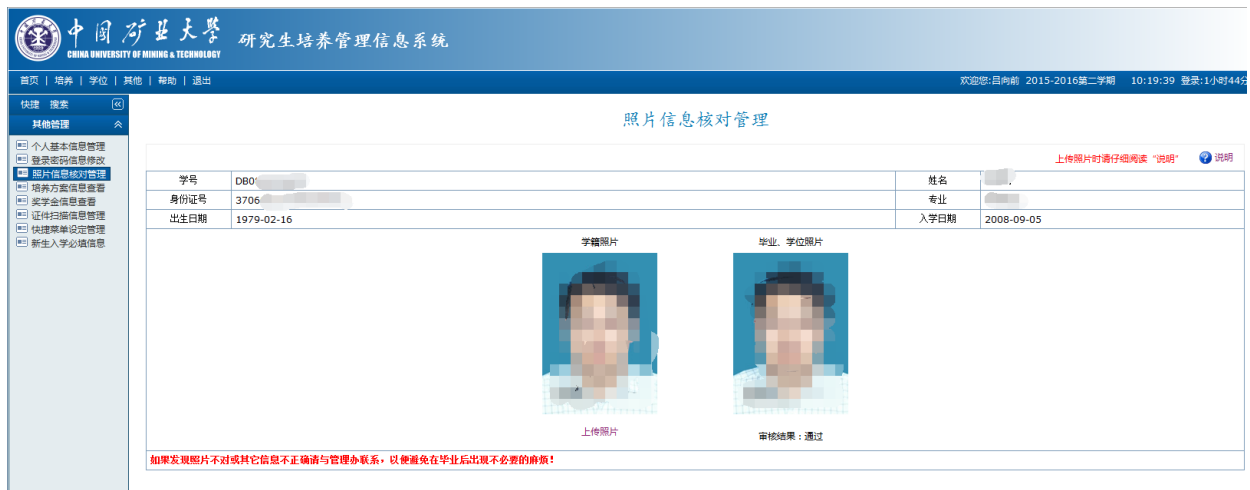 中国矿业大学 研究生培养管理信息系统
CHINA UNIVERSITY OF MINING & TECHNOLOGY
首页 | 培养 | 学位 | 其他 | 帮助 | 退出 欢迎您:吕向前 2015-2016第二学期 10:19:39 登录:1小时44分
快捷 搜索
其他管理
个人基本信息管理
登录密码信息修改
照片信息核对管理
培养方案信息查看
奖学金信息查看
证件扫描信息管理
快捷菜单设定管理
新生入学必填信息
照片信息核对管理
上传照片时请仔细阅读 “说明” 说明
学号 DB0 姓名
身份证号 3706 专业
出生日期 1979-02-16 入学日期 2008-09-05
学籍照片 毕业、学位照片
上传照片 审核结果：通过
如果发现照片不对或其它信息不正确请与管理办联系，以便避免在毕业后出现不必要的麻烦！